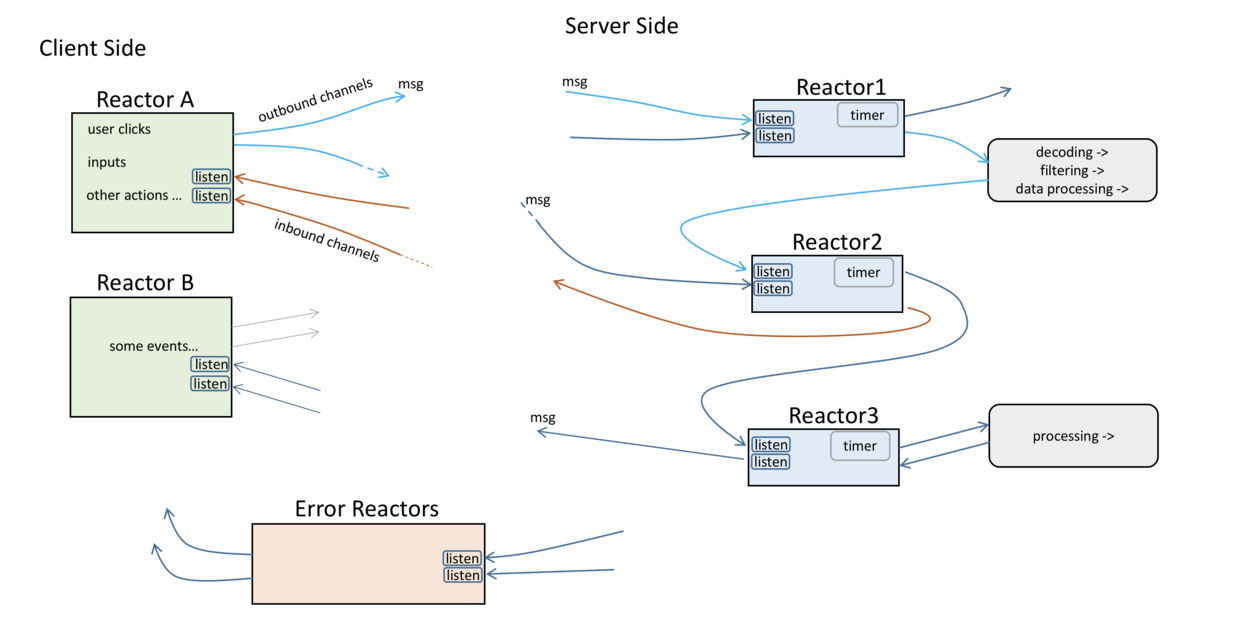 Client Side
Server Side
Reactor A
user clicks
inputs
other actions ...
listen
listen
outbound channels
msg
inbound channels
Reactor B
some events...
listen
listen
Error Reactors
listen
listen
msg
Reactor1
listen
listen
timer
decoding ->
filtering ->
data processing ->
msg
Reactor2
listen
listen
timer
msg
Reactor3
listen
listen
timer
processing ->